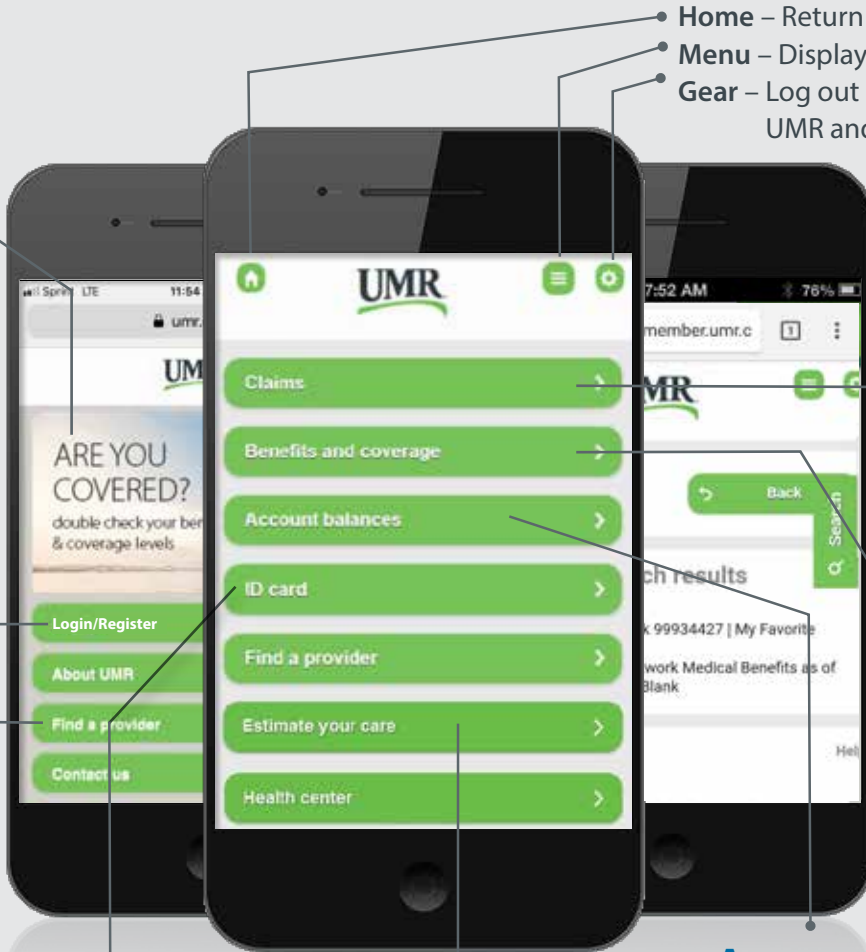 Home – Return
Menu – Display
Gear – Log out
UMR and
Sprint LTE 11:54
umr.
UM
ARE YOU
COVERED?
double check your ber
& coverage levels
Login/Register
About UMR
Find a provider
Contact us
UMR
Claims
Benefits and coverage
Account balances
ID card
Find a provider
Estimate your care
Health center
7:52 AM 76%
member.umr.c 1
MR
Back
Search
ch results
k 99934427 | My Favorite
work Medical Benefits as of
Blank
Help